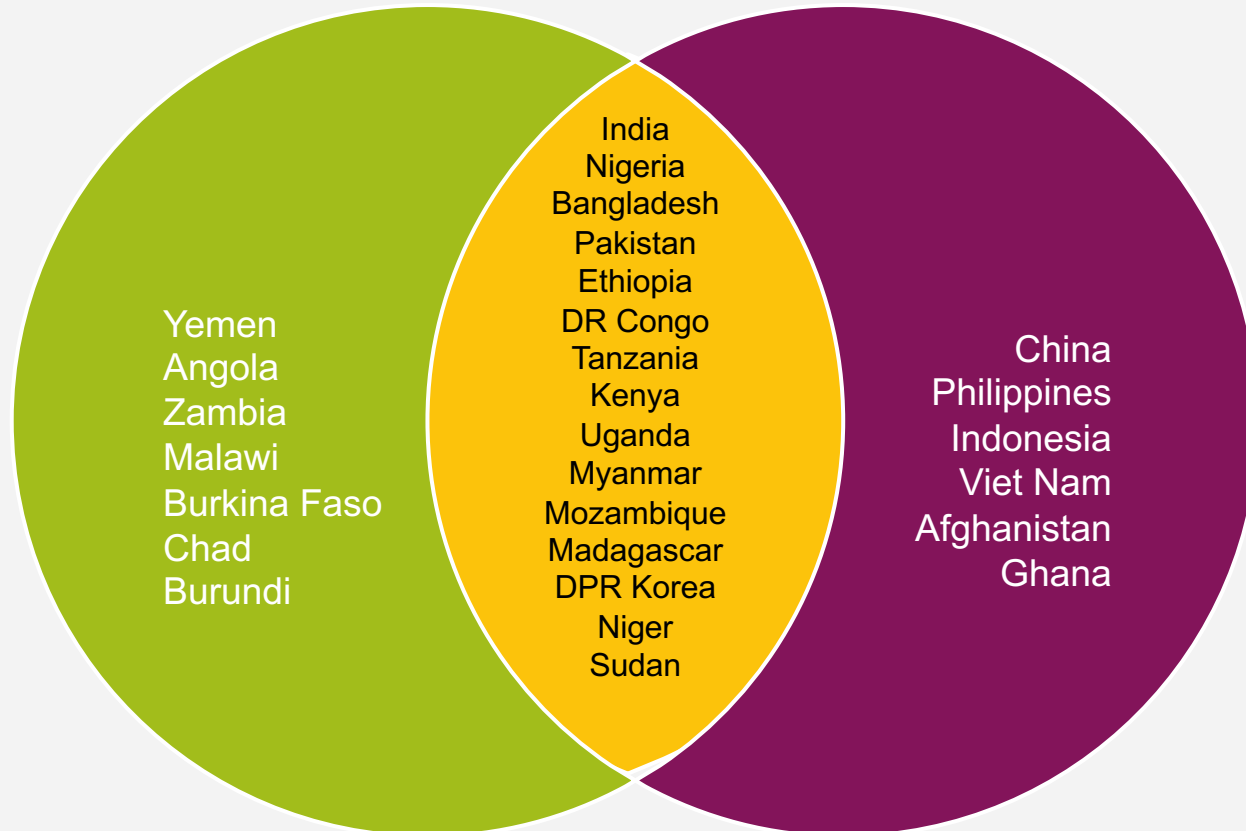 Yemen
Angola
Zambia
Malawi
Burkina Faso
Chad
Burundi
India
Nigeria
Bangladesh
Pakistan
Ethiopia
DR Congo
Tanzania
Kenya
Uganda
Myanmar
Mozambique
Madagascar
DPR Korea
Niger
Sudan
China
Philippines
Indonesia
Viet Nam
Afghanistan
Ghana